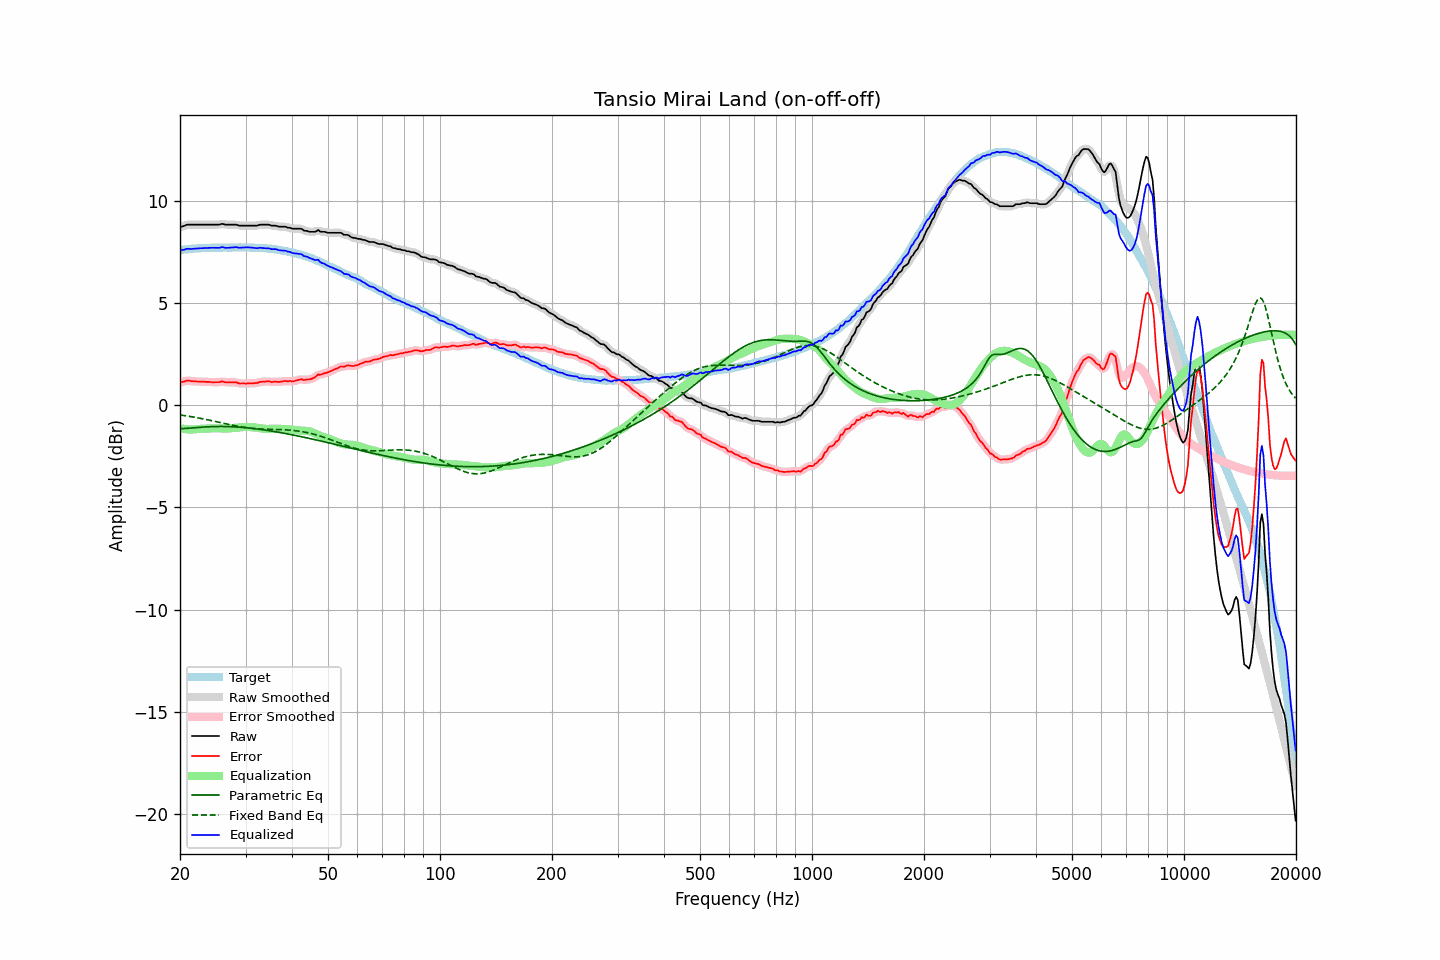 Tansio Mirai Land (on-off-off)
Amplitude (dBr)
10
5
0
−5
−10
−15
−20
Target
Raw Smoothed
Error Smoothed
Raw
Error
Equalization
Parametric Eq
Fixed Band Eq
Equalized
20 50 100 200 500 1000 2000 5000 10000 20000
Frequency (Hz)